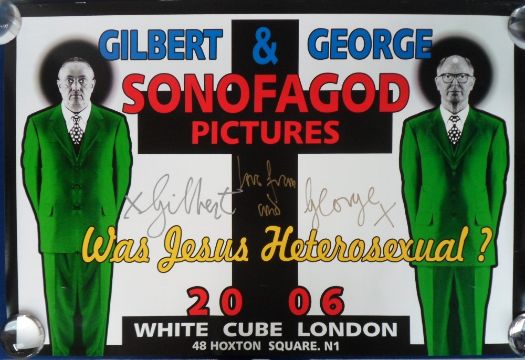 GILBERT & GEORGE
SONOFAGOD
PICTURES
love from
x Gilbert and George x
Was Jesus Heterosexual ?
20 06
WHITE CUBE LONDON
48 HOXTON SQUARE. N1